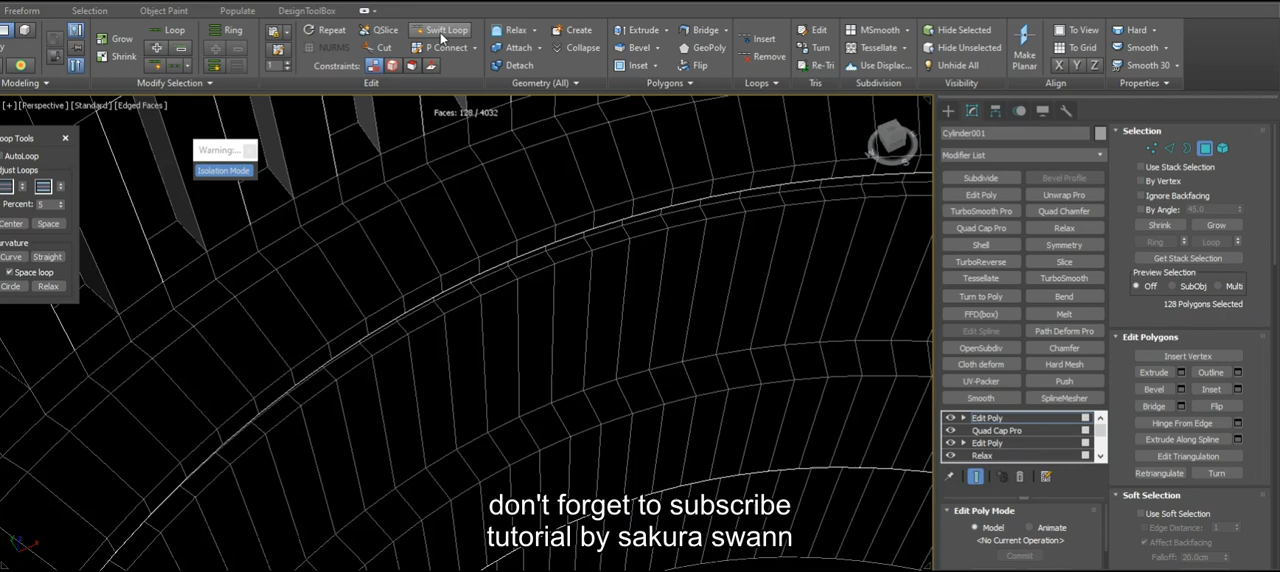 Freeform Selection Object Paint Populate DesignToolBox
Loop Ring Repeat QSlice Swift Loop Relax Create Extrude Bridge Insert Edit MSmooth Hide Selected To View Hard
Grow
Shrink
NURMS Cut P Connect Attach Collapse Bevel GeoPoly Remove Turn Tessellate Hide Unselected Make Planar To Grid Smooth
1 Constraints: Detach Inset Flip Re-Tri Use Displac... Unhide All X Y Z Smooth 30
Modeling Modify Selection Edit Geometry (All) Polygons Loops Tris Subdivision Visibility Align Properties
[+] [Perspective] [Standard] [Edged Faces]
Faces: 128 / 4032
oop Tools
AutoLoop
djust Loops
Percent: 5
Center Space
urvature
Curve Straight
Space loop
Circle Relax
Warning:...
Isolation Mode
Cylinder001
Modifier List
Subdivide Bevel Profile
Edit Poly Unwrap Pro
TurboSmooth Pro Quad Chamfer
Quad Cap Pro Relax
Shell Symmetry
TurboReverse Slice
Tessellate TurboSmooth
Turn to Poly Bend
FFD(box) Melt
Edit Spline Path Deform Pro
OpenSubdiv Chamfer
Cloth deform Hard Mesh
UV-Packer Push
Smooth SplineMesher
Edit Poly
Quad Cap Pro
Edit Poly
Relax
Edit Poly Mode
Model Animate
<No Current Operation>
Commit
Selection
Use Stack Selection
By Vertex
Ignore Backfacing
By Angle: 45.0
Shrink Grow
Ring Loop
Get Stack Selection
Preview Selection
Off SubObj Multi
128 Polygons Selected
Edit Polygons
Insert Vertex
Extrude Outline
Bevel Inset
Bridge Flip
Hinge From Edge
Extrude Along Spline
Edit Triangulation
Retriangulate Turn
Soft Selection
Use Soft Selection
Edge Distance: 1
Affect Backfacing
Falloff: 20.0cm
don't forget to subscribe
tutorial by sakura swann